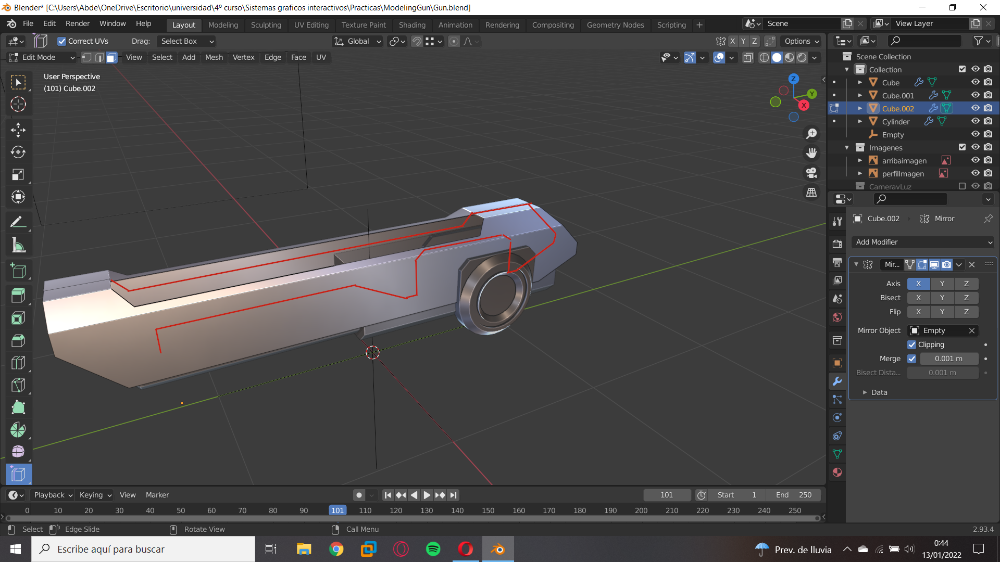 Blender* [C:\Users\Abde\OneDrive\Escritorio\universidad\4º curso\Sistemas graficos interactivos\Practicas\ModelingGun\Gun.blend]
File Edit Render Window Help Layout Modeling Sculpting UV Editing Texture Paint Shading Animation Rendering Compositing Geometry Nodes Scripting + Scene View Layer
Correct UVs Drag: Select Box Global X Y Z Options
Edit Mode View Select Add Mesh Vertex Edge Face UV
User Perspective
(101) Cube.002
Z
Y
X
Scene Collection
Collection
Cube
Cube.001
Cube.002
Cylinder
Empty
Imagenes
arribaimagen
perfilImagen
CameravLuz
Cube.002 Mirror
Add Modifier
Mir...
Axis X Y Z
Bisect X Y Z
Flip X Y Z
Mirror Object Empty
Clipping
Merge 0.001 m
Bisect Dista... 0.001 m
Data
Playback Keying View Marker 101 Start 1 End 250
0 10 20 30 40 50 60 70 80 90 101 110 120 130 140 150 160 170 180 190 200 210 220 230 240 250
Select Edge Slide Rotate View Call Menu 2.93.4
Escribe aquí para buscar
Prev. de lluvia
0:44
13/01/2022